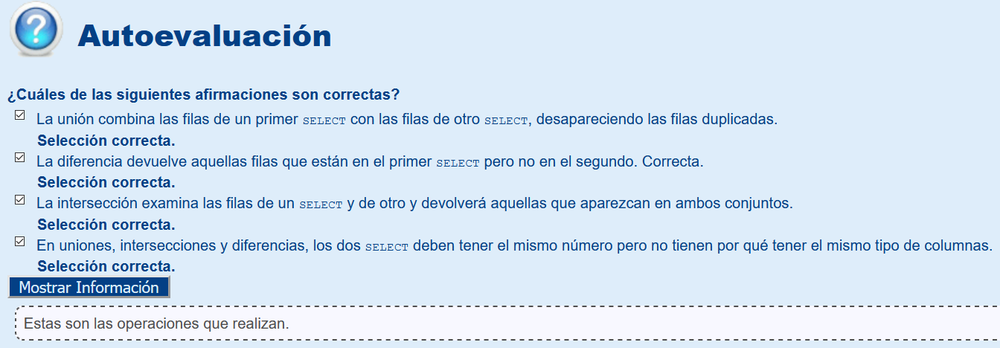 Autoevaluación
¿Cuáles de las siguientes afirmaciones son correctas?
La unión combina las filas de un primer SELECT con las filas de otro SELECT, desapareciendo las filas duplicadas.
Selección correcta.
La diferencia devuelve aquellas filas que están en el primer SELECT pero no en el segundo. Correcta.
Selección correcta.
La intersección examina las filas de un SELECT y de otro y devolverá aquellas que aparezcan en ambos conjuntos.
Selección correcta.
En uniones, intersecciones y diferencias, los dos SELECT deben tener el mismo número pero no tienen por qué tener el mismo tipo de columnas.
Selección correcta.
Mostrar Información
Estas son las operaciones que realizan.